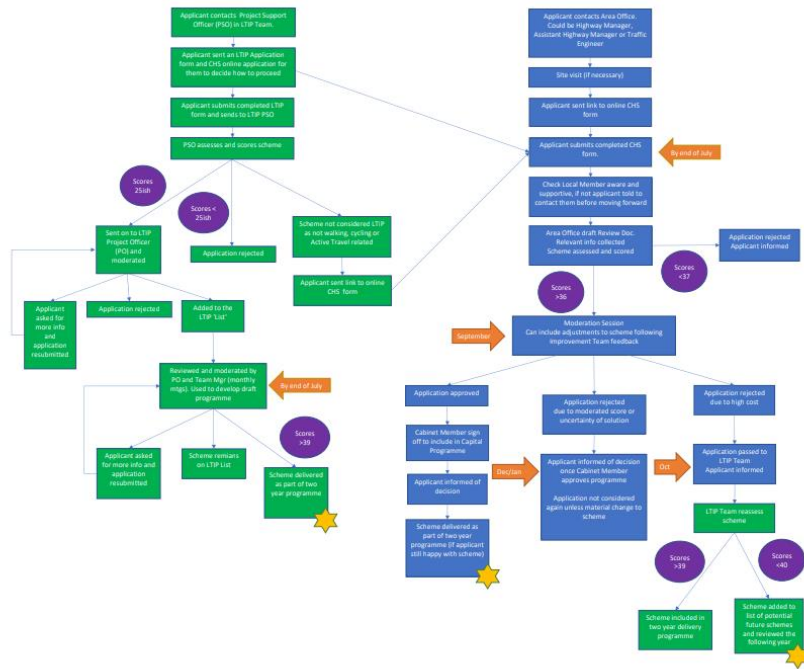 Applicant contacts Project Support
Officer (PSO) in LTIP Team.
Applicant sent an LTIP Application
form and CHS online application for
them to decide how to proceed
Applicant submits completed LTIP
form and sends to LTIP PSO
PSO assesses and scores scheme
Scores
25ish
Scores <
25ish
Sent on to LTIP
Project Officer
(PO) and
moderated
Application rejected
Scheme not considered LTIP
as not walking, cycling or
Active Travel related
Applicant sent link to online
CHS form
Applicant
asked for
more info
and
application
resubmitted
Application rejected
Added to the
LTIP 'List'
Reviewed and moderated by
PO and Team Mgr (monthly
mtgs). Used to develop draft
programme
By end of July
Scores
>39
Applicant asked
for more info and
application
resubmitted
Scheme remians
on LTIP List
Scheme delivered
as part of two
year programme
Applicant contacts Area Office.
Could be Highway Manager,
Assistant Highway Manager or Traffic
Engineer
Site visit (if necessary)
Applicant sent link to online CHS
form
Applicant submits completed CHS
form.
By end of July
Check Local Member aware and
supportive, if not applicant told to
contact them before moving forward
Area Office draft Review Doc.
Relevant info collected
Scheme assessed and scored
Application rejected
Applicant informed
Scores
<37
Scores
>36
September
Moderation Session
Can include adjustments to scheme following
improvement Team feedback
Application approved
Cabinet Member sign
off to include in Capital
Programme
Applicant informed of
decision
Scheme delivered as
part of two year
programme (if applicant
still happy with scheme)
Dec/Jan
Application rejected
due to moderated score or
uncertainty of solution
Applicant informed of decision
once Cabinet Member
approves programme
Application not considered
again unless material change to
scheme
Oct
Application rejected
due to high cost
Application passed to
LTIP Team
Applicant informed
LTIP Team reassess
scheme
Scores
>39
Scores
<40
Scheme included in
two year delivery
programme
Scheme added to
list of potential
future schemes
and reviewed the
following year